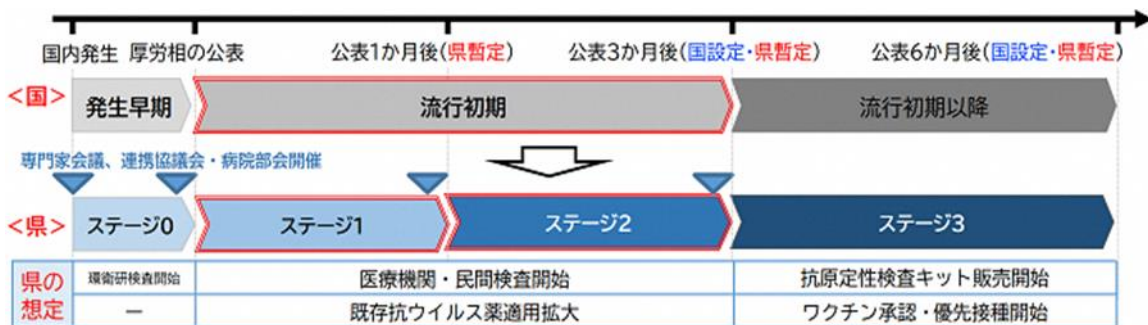 国内発生 厚労相の公表 公表1か月後(県暫定) 公表3か月後(国設定・県暫定) 公表6か月後(国設定・県暫定)
<国> 発生早期 流行初期 流行初期以降
専門家会議、連携協議会・病院部会開催
<県> ステージ0 ステージ1 ステージ2 ステージ3
県の想定
環衛研検査開始 医療機関・民間検査開始 抗原定性検査キット販売開始
― 既存抗ウイルス薬適用拡大 ワクチン承認・優先接種開始